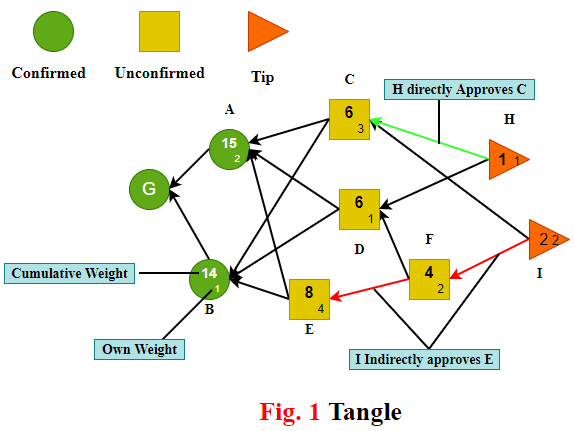 Confirmed
Unconfirmed
Tip
C
H directly Approves C
A
H
6
3
15
2
1 1
G
6
1
D
F
2 2
Cumulative Weight
14
1
4
2
I
B
8
4
E
Own Weight
I Indirectly approves E
Fig. 1 Tangle